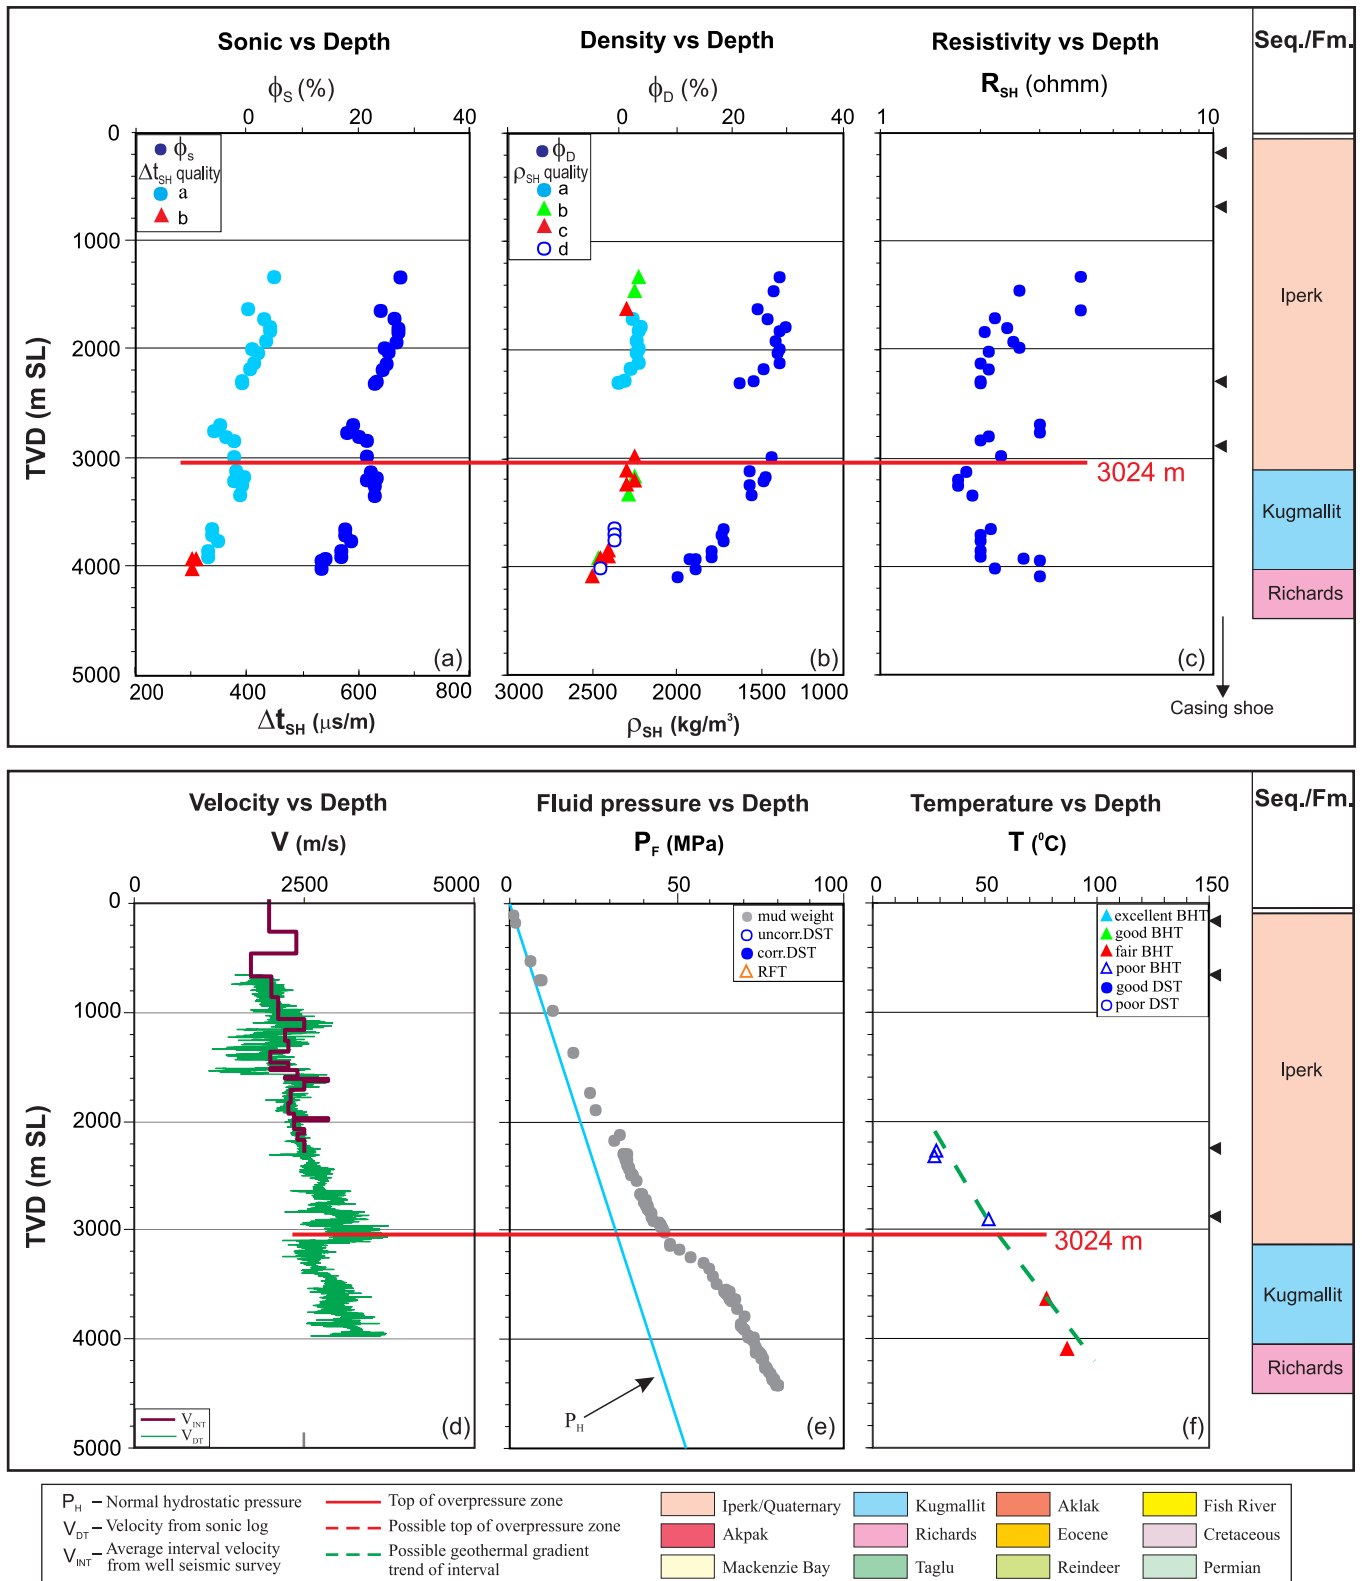 Sonic vs Depth
Density vs Depth
Resistivity vs Depth
Seq./Fm.
ϕS (%)
ϕD (%)
RSH (ohmm)
0 20 40
0 20 40
1 10
TVD (m SL)
0
1000
2000
3000
4000
5000
ϕS
ΔtSH quality
a
b
ϕD
ρSH quality
a
b
c
d
3024 m
Iperk
Kugmallit
Richards
(a)
(b)
(c)
Casing shoe
200 400 600 800
3000 2000 1500 1000
ΔtSH (μs/m)
ρSH (kg/m³)
Velocity vs Depth
Fluid pressure vs Depth
Temperature vs Depth
Seq./Fm.
V (m/s)
PF (MPa)
T (⁰C)
0 2500 5000
0 50 100
0 50 100 150
TVD (m SL)
0
1000
2000
3000
4000
5000
mud weight
uncorr.DST
corr.DST
RFT
excellent BHT
good BHT
fair BHT
poor BHT
good DST
poor DST
3024 m
Iperk
Kugmallit
Richards
PH
VINT
VDT
(d)
(e)
(f)
PH – Normal hydrostatic pressure
VDT – Velocity from sonic log
VINT – Average interval velocity
from well seismic survey
Top of overpressure zone
Possible top of overpressure zone
Possible geothermal gradient
trend of interval
Iperk/Quaternary
Kugmallit
Aklak
Fish River
Akpak
Richards
Eocene
Cretaceous
Mackenzie Bay
Taglu
Reindeer
Permian